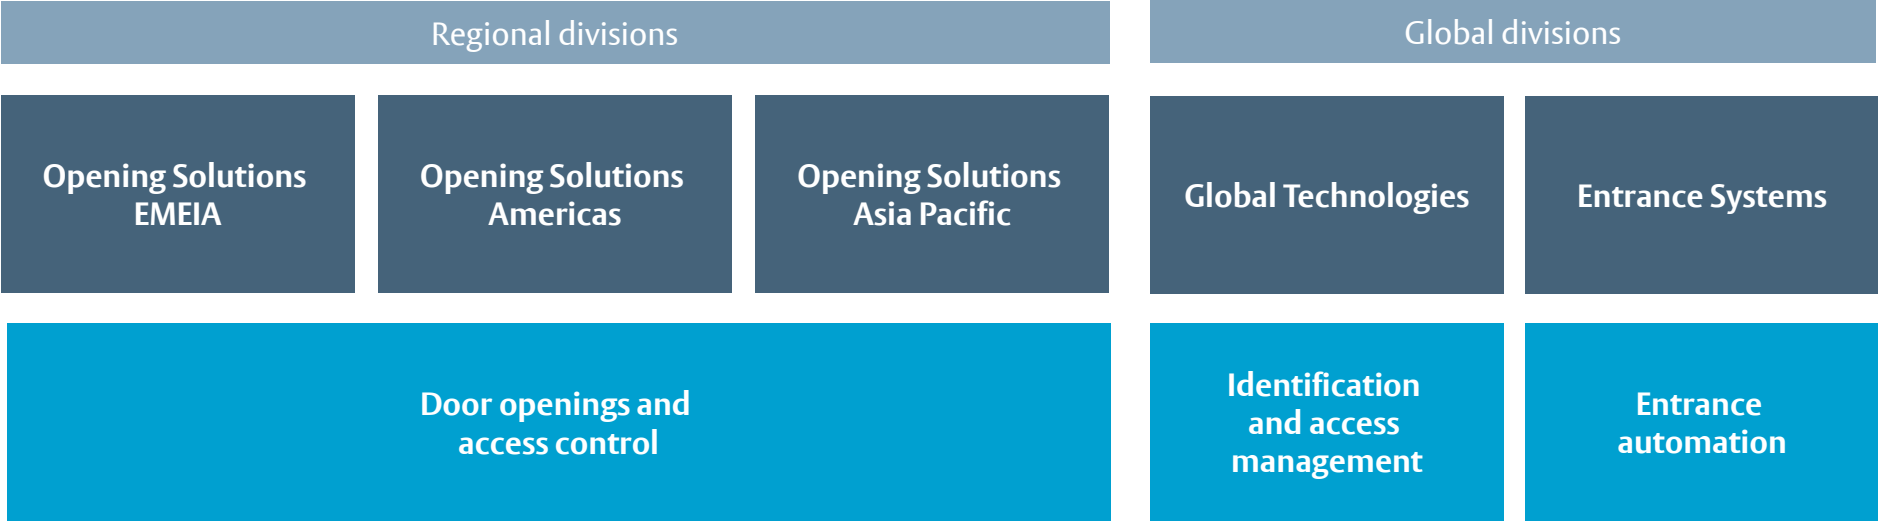 Regional divisions
Global divisions
Opening Solutions
EMEIA
Opening Solutions
Americas
Opening Solutions
Asia Pacific
Global Technologies
Entrance Systems
Door openings and
access control
Identification
and access
management
Entrance
automation